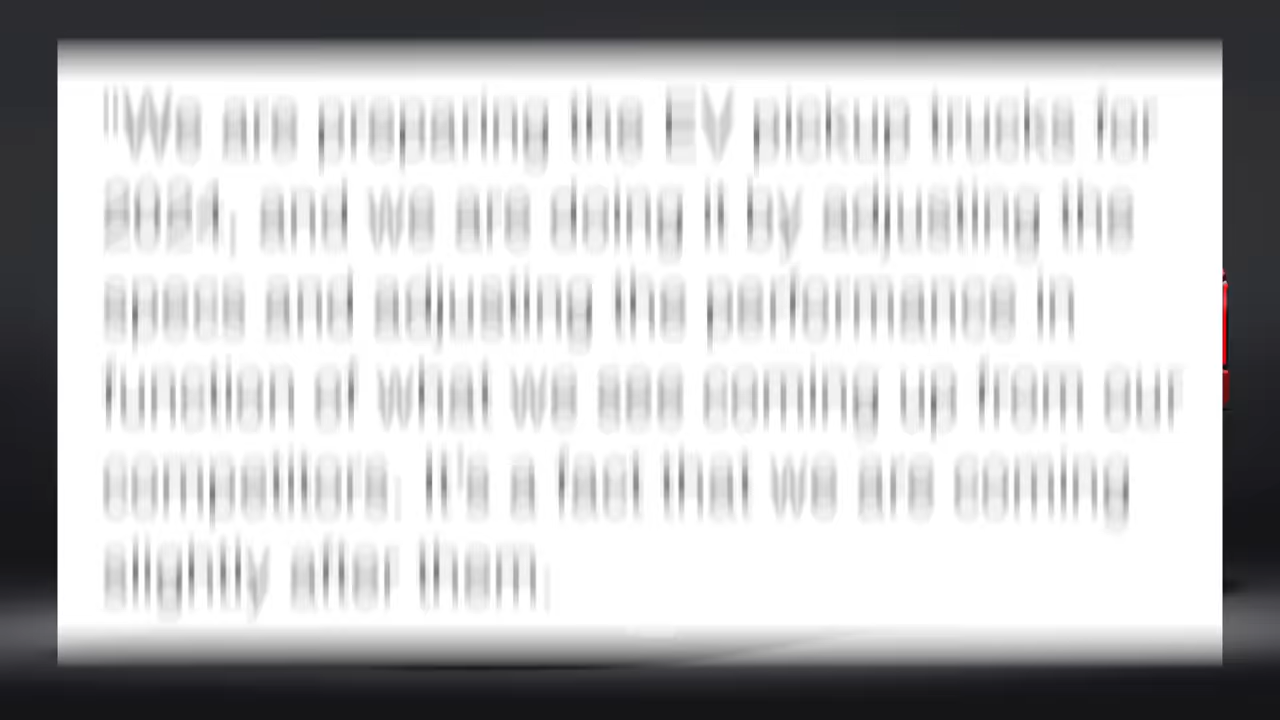 "We are preparing the EV pickup trucks for
2024, and we are doing it by adjusting the
specs and adjusting the performance in
function of what we see coming up from our
competitors. It's a fact that we are coming
slightly after them.